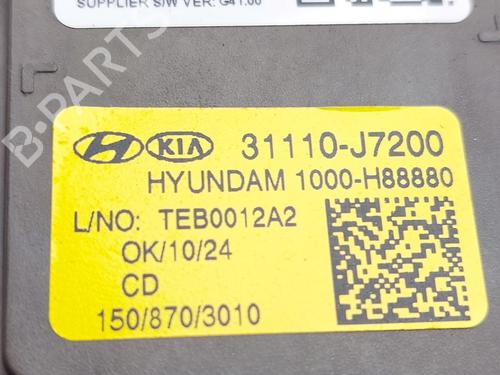 SUPPLIER S/W VER: G41.00
HYUNDAI KIA 31110-J7200
HYUNDAM 1000-H88880
L/NO: TEB0012A2
OK/10/24
CD
150/870/3010
B-PARTS